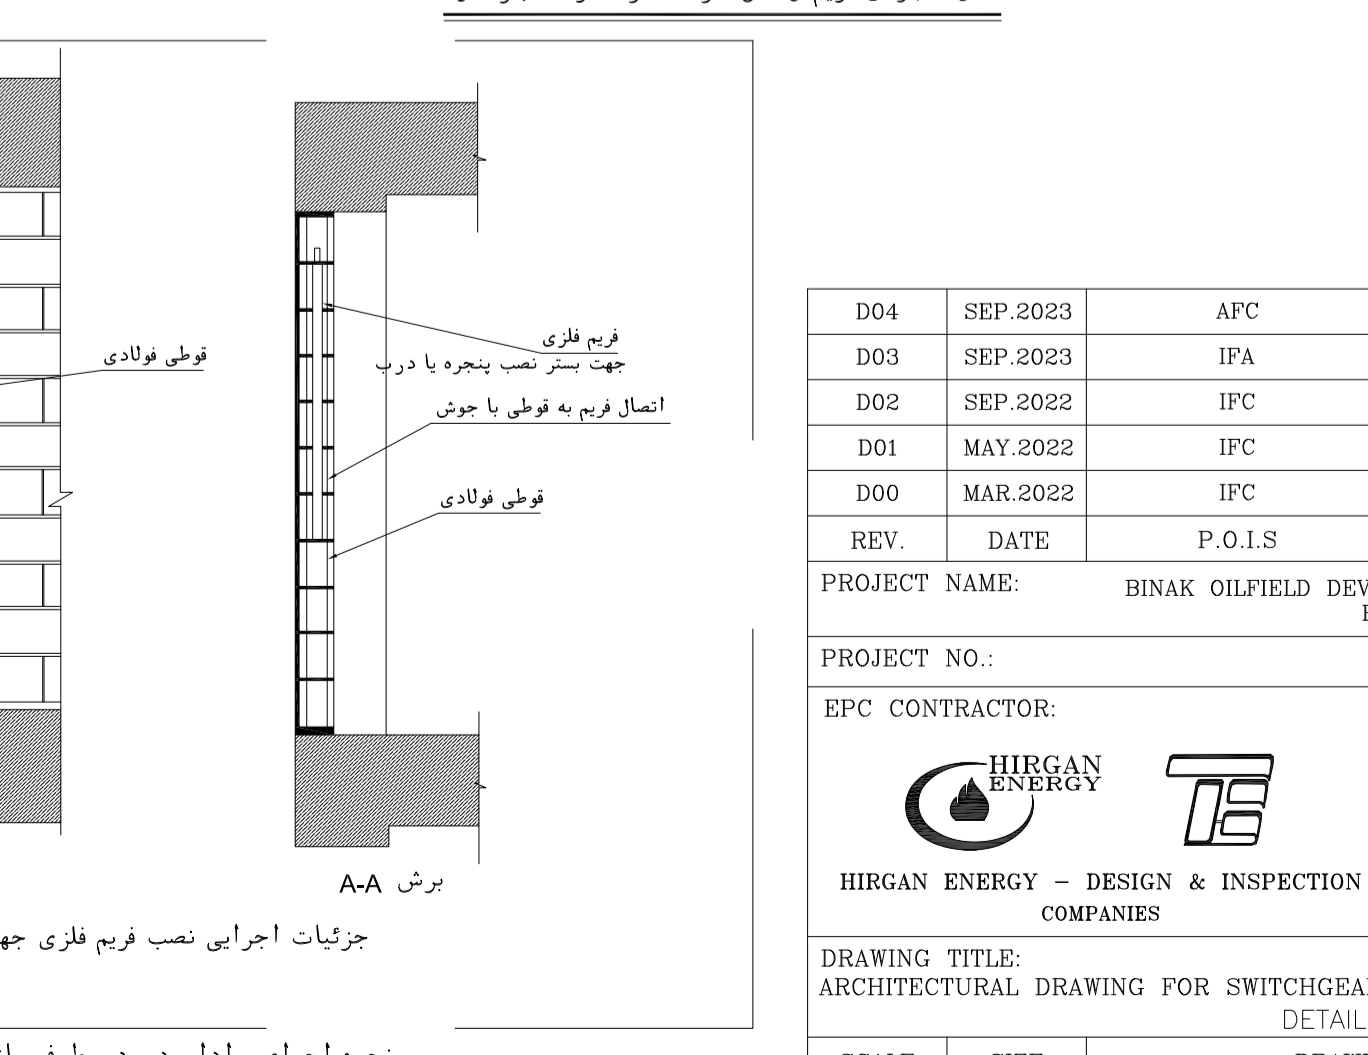 قوطی فولادی
فریم فلزی
جهت بستر نصب پنجره یا درب
اتصال فریم به قوطی با جوش
قوطی فولادی
برش A-A
جزئیات اجرایی نصب فریم فلزی
D04 SEP.2023 AFC
D03 SEP.2023 IFA
D02 SEP.2022 IFC
D01 MAY.2022 IFC
D00 MAR.2022 IFC
REV. DATE P.O.I.S
PROJECT NAME: BINAK OILFIELD
PROJECT NO.:
EPC CONTRACTOR:
HIRGAN
ENERGY
HIRGAN ENERGY – DESIGN & INSPECTION
COMPANIES
DRAWING TITLE:
ARCHITECTURAL DRAWING FOR
DETAIL
SCALE SIZE